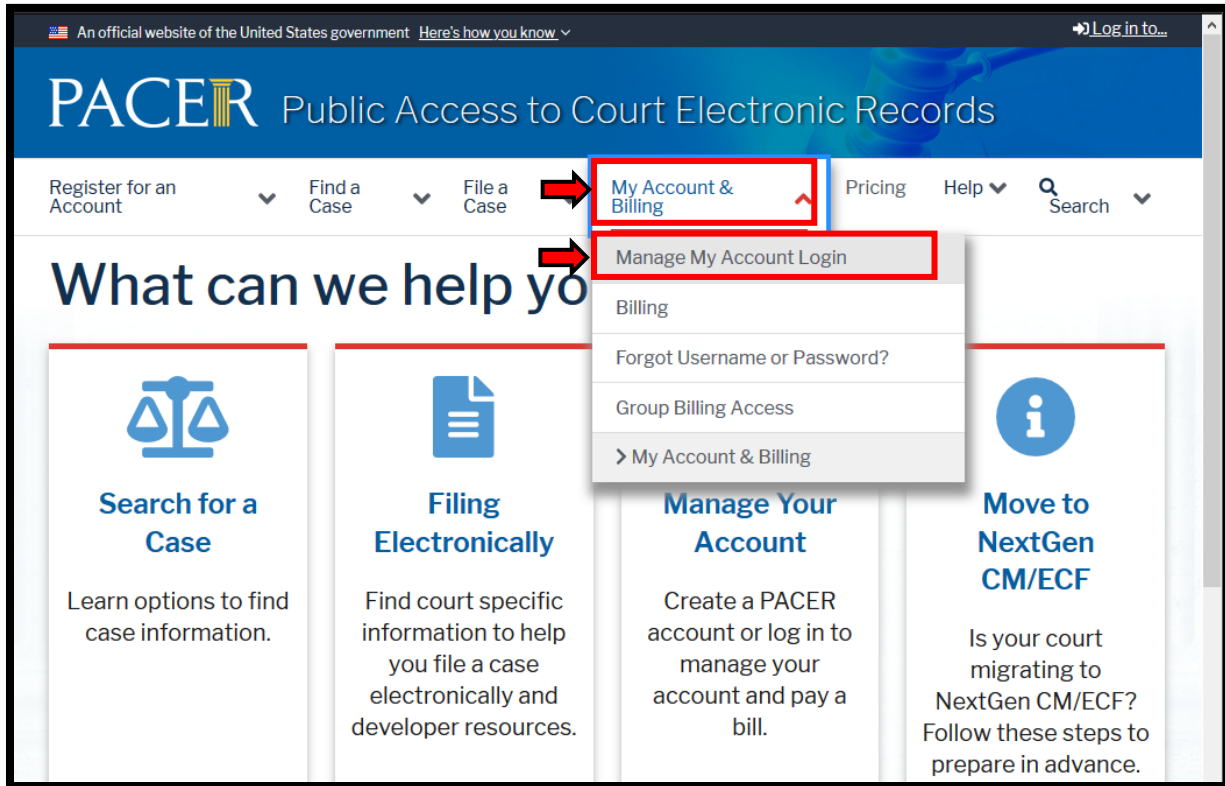 An official website of the United States government Here's how you know
Log in to...
PACER Public Access to Court Electronic Records
Register for an
Account
Find a
Case
File a
Case
My Account &
Billing
Pricing
Help
Search
Manage My Account Login
Billing
Forgot Username or Password?
Group Billing Access
My Account & Billing
What can we help yo
Search for a
Case
Learn options to find
case information.
Filing
Electronically
Find court specific
information to help
you file a case
electronically and
developer resources.
Manage Your
Account
Create a PACER
account or log in to
manage your
account and pay a
bill.
Move to
NextGen
CM/ECF
Is your court
migrating to
NextGen CM/ECF?
Follow these steps to
prepare in advance.